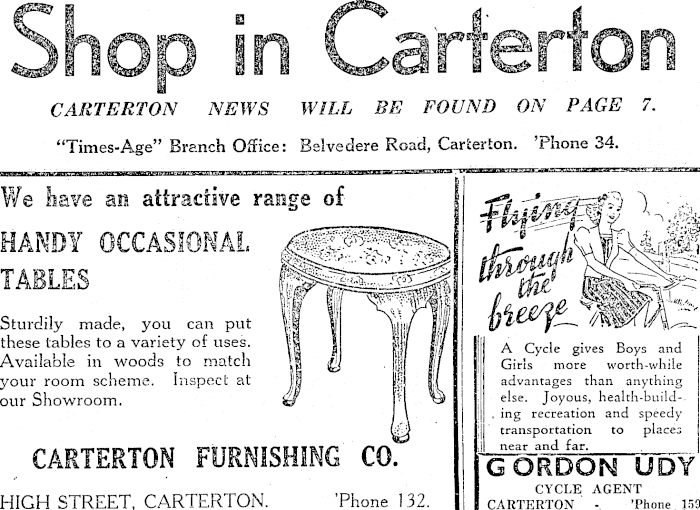 Shop in Carterton
CARTERTON NEWS WILL BE FOUND ON PAGE 7.
"Times-Age" Branch Office: Belvedere Road, Carterton. 'Phone 34.
We have an attractive range of
HANDY OCCASIONAL
TABLES
Sturdily made, you can put
these tables to a variety of uses.
Available in woods to match
your room scheme. Inspect at
our Showroom.
CARTERTON FURNISHING CO.
HIGH STREET, CARTERTON. 'Phone 132.
Flying
through
the
breeze
A Cycle gives Boys and
Girls more worth-while
advantages than anything
else. Joyous, health-build-
ing recreation and speedy
transportation to places
near and far.
GORDON UDY
CYCLE AGENT
CARTERTON - 'Phone 159